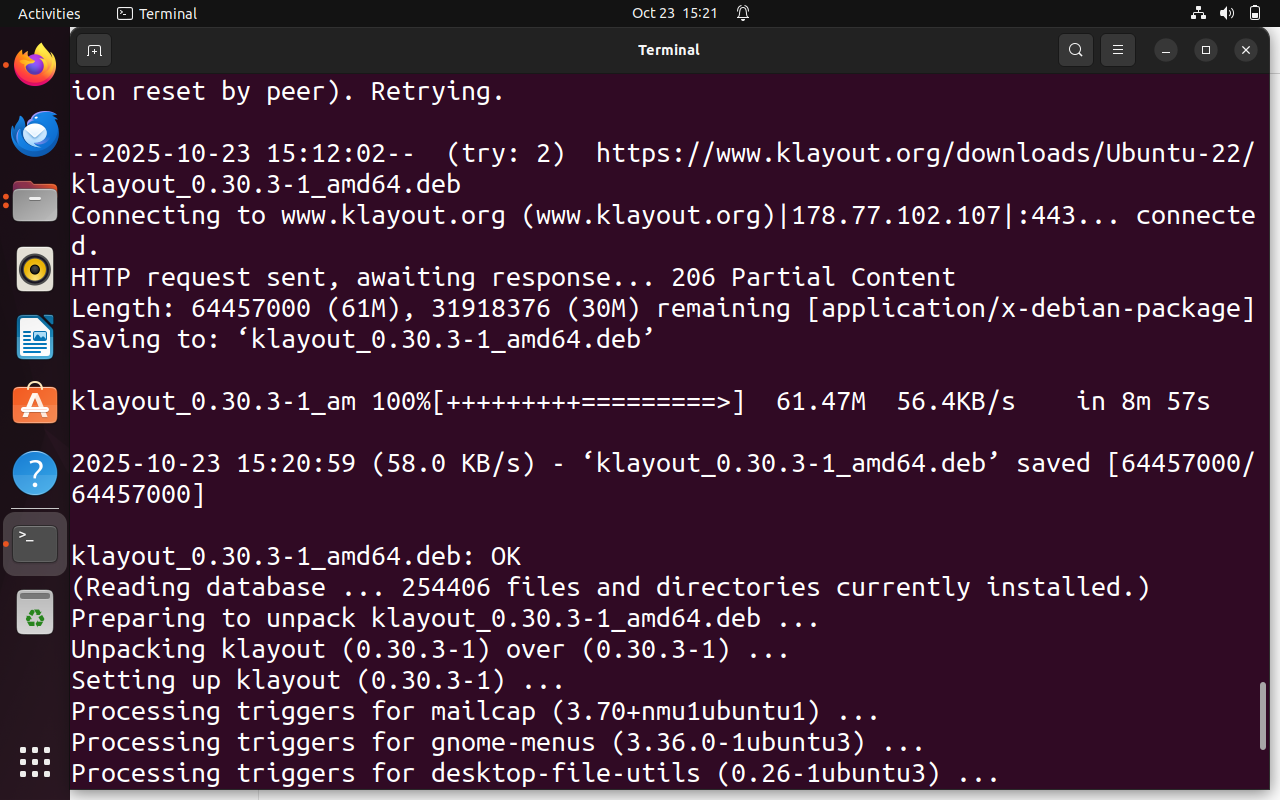 Activities
Terminal
Oct 23 15:21
Terminal
ion reset by peer). Retrying.
--2025-10-23 15:12:02--  (try: 2)  https://www.klayout.org/downloads/Ubuntu-22/
klayout_0.30.3-1_amd64.deb
Connecting to www.klayout.org (www.klayout.org)|178.77.102.107|:443... connecte
d.
HTTP request sent, awaiting response... 206 Partial Content
Length: 64457000 (61M), 31918376 (30M) remaining [application/x-debian-package]
Saving to: ‘klayout_0.30.3-1_amd64.deb’
klayout_0.30.3-1_am 100%[+++++++++=========>]  61.47M  56.4KB/s    in 8m 57s
2025-10-23 15:20:59 (58.0 KB/s) - ‘klayout_0.30.3-1_amd64.deb’ saved [64457000/
64457000]
klayout_0.30.3-1_amd64.deb: OK
(Reading database ... 254406 files and directories currently installed.)
Preparing to unpack klayout_0.30.3-1_amd64.deb ...
Unpacking klayout (0.30.3-1) over (0.30.3-1) ...
Setting up klayout (0.30.3-1) ...
Processing triggers for mailcap (3.70+nmu1ubuntu1) ...
Processing triggers for gnome-menus (3.36.0-1ubuntu3) ...
Processing triggers for desktop-file-utils (0.26-1ubuntu3) ...